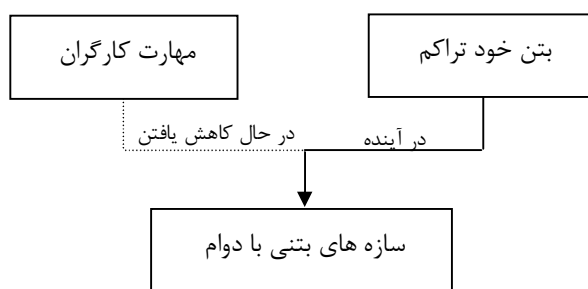 بتن خود تراکم
مهارت کارگران
در آینده
در حال کاهش یافتن
سازه های بتنی با دوام